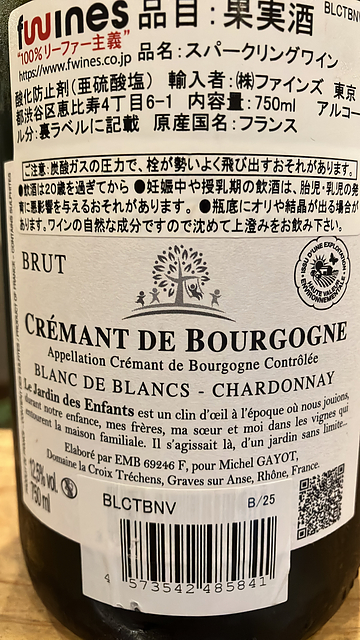 fwines 品目:果実酒 BLCTBN
"100%リーファー主義"
https://www.fwines.co.jp 品名:スパークリングワイン
酸化防止剤(亜硫酸塩) 輸入者:(株)ファインズ 東京
都渋谷区恵比寿4丁目6-1 内容量:750ml アルコー
ル分:裏ラベルに記載 原産国名:フランス
ご注意:炭酸ガスの圧力で、栓が勢いよく飛び出すおそれがあります。
●飲酒は20歳を過ぎてから ●妊娠中や授乳期の飲酒は、胎児・乳児の発
育に悪影響を与えるおそれがあります。 ●瓶底にオリや結晶が出る場合が
あります。ワインの自然な成分ですので沈めて上澄みをお飲み下さい。
BRUT
ISSU D'UNE EXPLOITATION
HAUTE VALEUR
ENVIRONNEMENTALE
CRÉMANT DE BOURGOGNE
Appellation Crémant de Bourgogne Contrôlée
BLANC DE BLANCS - CHARDONNAY
Le Jardin des Enfants est un clin d'œil à l'époque où nous jouions,
durant notre enfance, mes frères, ma sœur et moi dans les vignes qui
entourent la maison familiale. Il s'agissait là, d'un jardin sans limite...
Elaboré par EMB 69246 F, pour Michel GAYOT,
Domaine la Croix Tréchens, Graves sur Anse, Rhône, France.
12,5% vol.
750 ml
BLCTBNV B/25
4 573542 485841